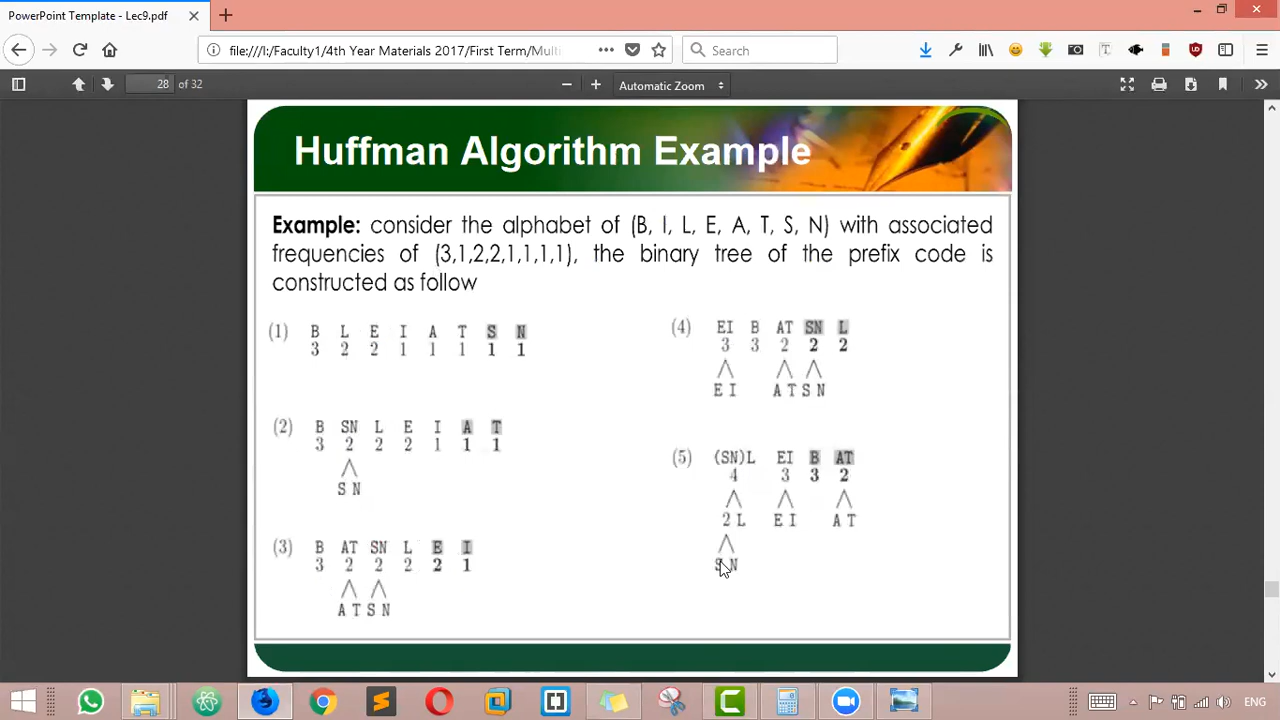 PowerPoint Template - Lec9.pdf
file:///I:/Faculty1/4th Year Materials 2017/First Term/Multi
Search
28 of 32
Automatic Zoom
Huffman Algorithm Example
Example: consider the alphabet of (B, I, L, E, A, T, S, N) with associated
frequencies of (3,1,2,2,1,1,1,1), the binary tree of the prefix code is
constructed as follow
(1) B L E I A T S N
3 2 2 1 1 1 1 1
(2) B SN L E I A T
3 2 2 2 1 1 1
S N
(3) B AT SN L E I
3 2 2 2 2 1
A T S N
(4) EI B AT SN L
3 3 2 2 2
E I A T S N
(5) (SN)L EI B AT
4 3 3 2
2 L E I A T
S N
ENG